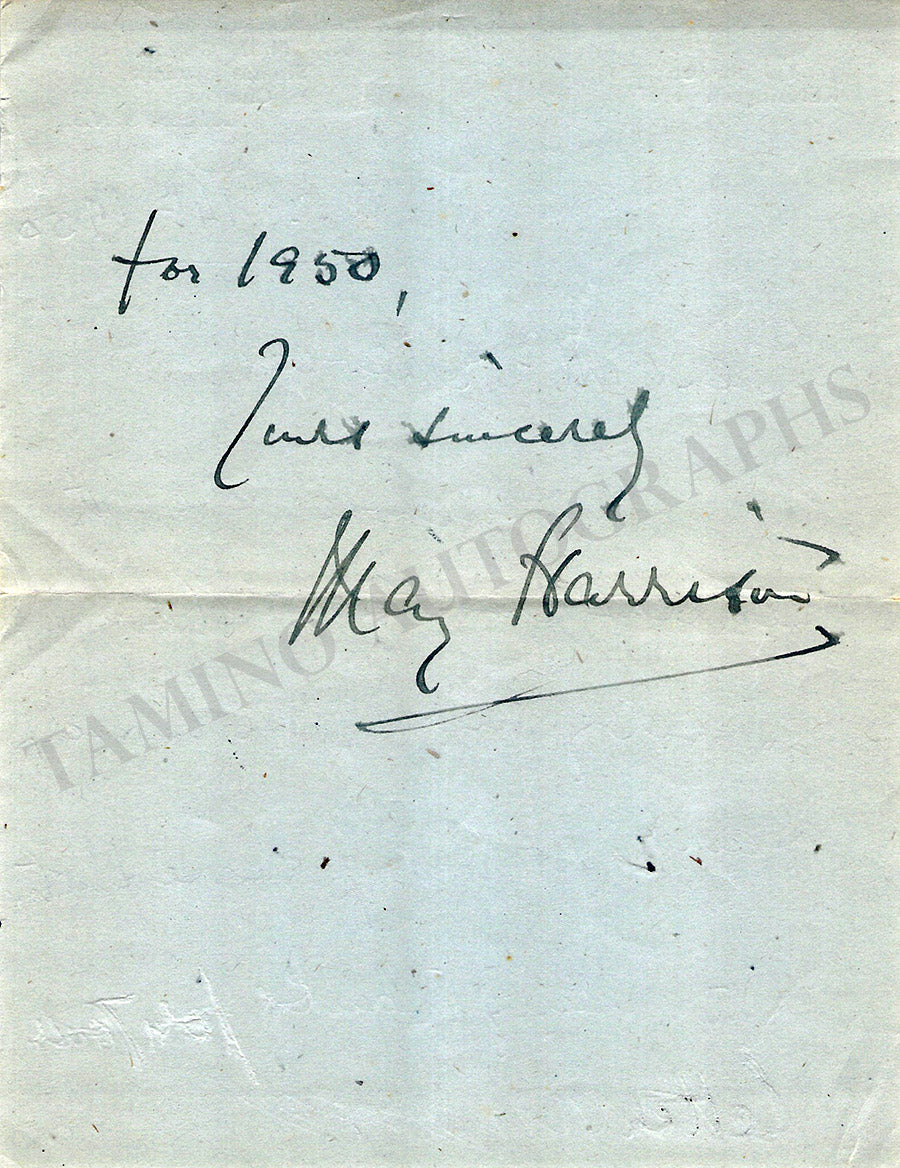 for 1950,
Yours sincerely
May Harrison
TAMINO AUTOGRAPHS